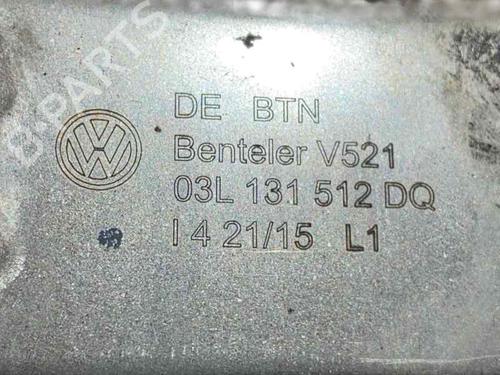 DE BTN
Benteler V521
03L 131 512 DQ
I 4 21/15 L1
B-PARTS